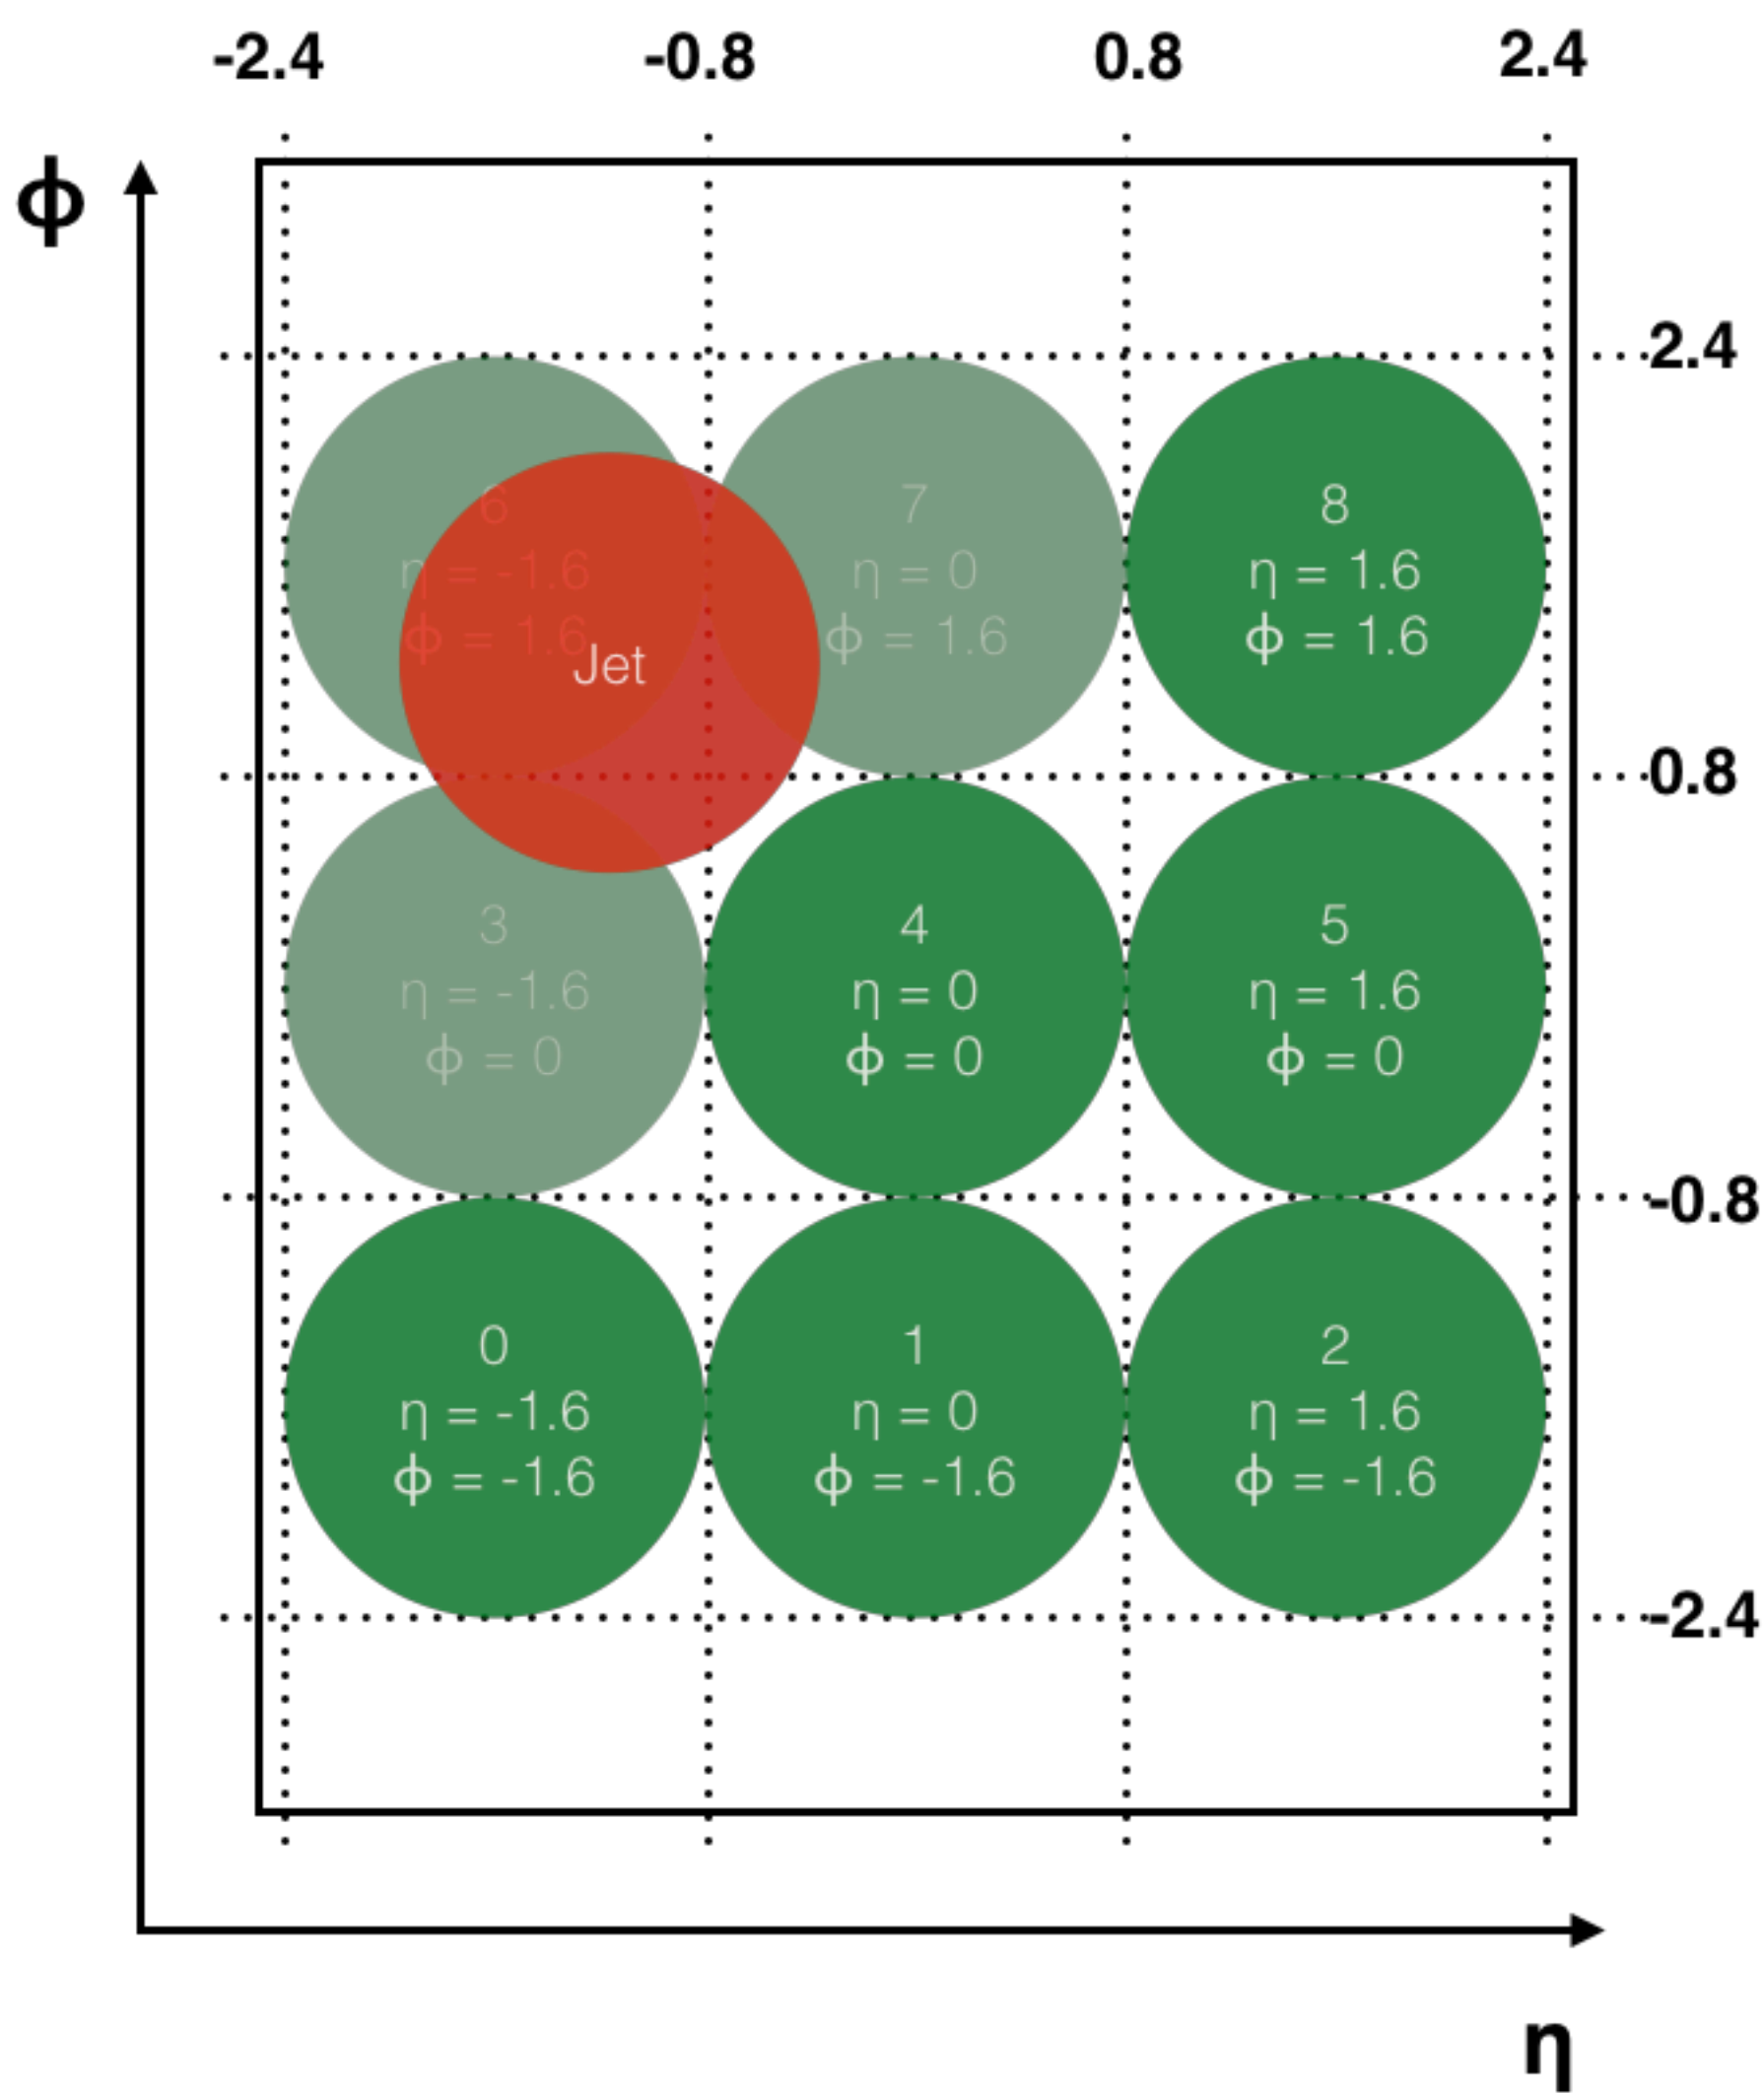 -2.4 -0.8 0.8 2.4
ϕ
2.4
6
η = -1.6
ϕ = 1.6
7
η = 0
ϕ = 1.6
8
η = 1.6
ϕ = 1.6
Jet
0.8
3
η = -1.6
ϕ = 0
4
η = 0
ϕ = 0
5
η = 1.6
ϕ = 0
-0.8
0
η = -1.6
ϕ = -1.6
1
η = 0
ϕ = -1.6
2
η = 1.6
ϕ = -1.6
-2.4
η